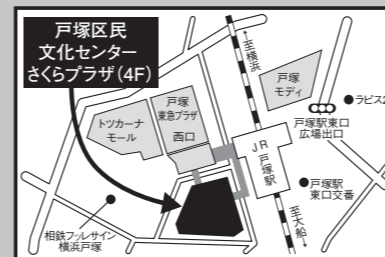 戸塚区民
文化センター
さくらプラザ(4F)
←至横浜
戸塚
モディ
●ラピス2
戸塚
東急プラザ
トツカーナ
モール
西口
JR戸塚駅
戸塚駅東口
広場出口
●戸塚駅
東口交番
至大船→
相鉄フレッサイン
横浜戸塚